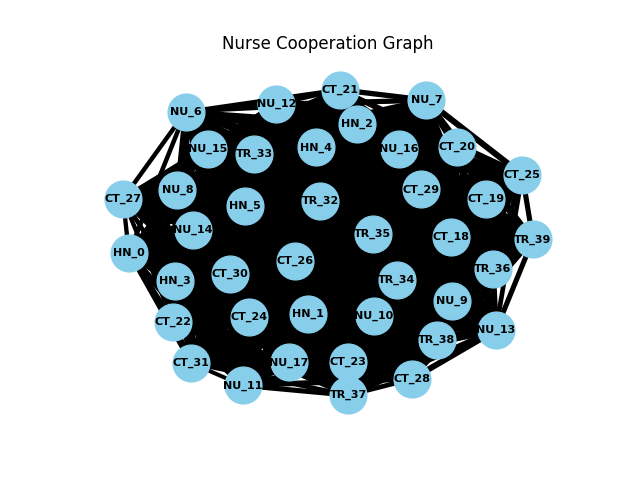 Nurse Cooperation Graph
CT_21
NU_7
NU_12
NU_6
HN_2
HN_4
CT_20
NU_15
NU_16
TR_33
CT_25
NU_8
CT_29
CT_27
CT_19
TR_32
HN_5
NU_14
TR_35
CT_18
TR_39
HN_0
CT_26
TR_36
CT_30
TR_34
HN_3
NU_9
HN_1
NU_10
CT_24
CT_22
NU_13
TR_38
CT_31
NU_17
CT_23
CT_28
NU_11
TR_37